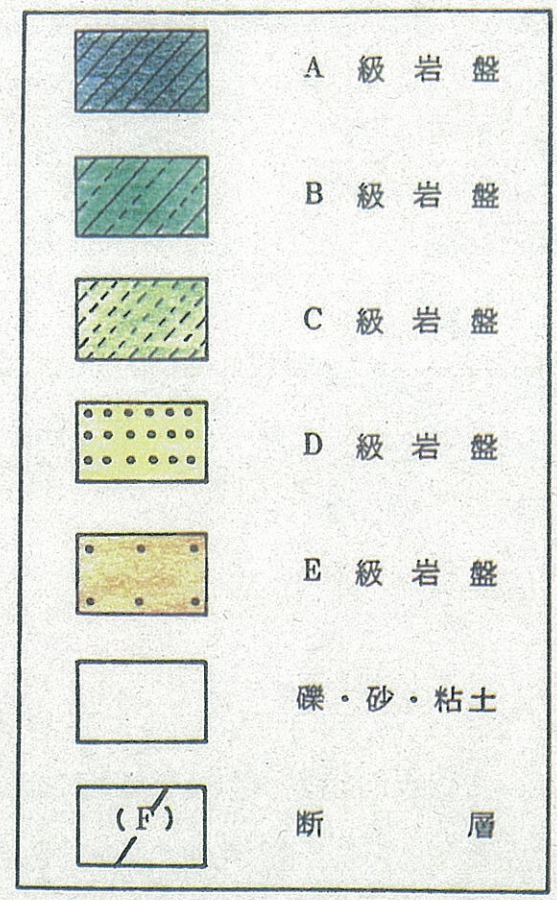 A 級 岩 盤
B 級 岩 盤
C 級 岩 盤
D 級 岩 盤
E 級 岩 盤
礫・砂・粘土
(F) 断 層